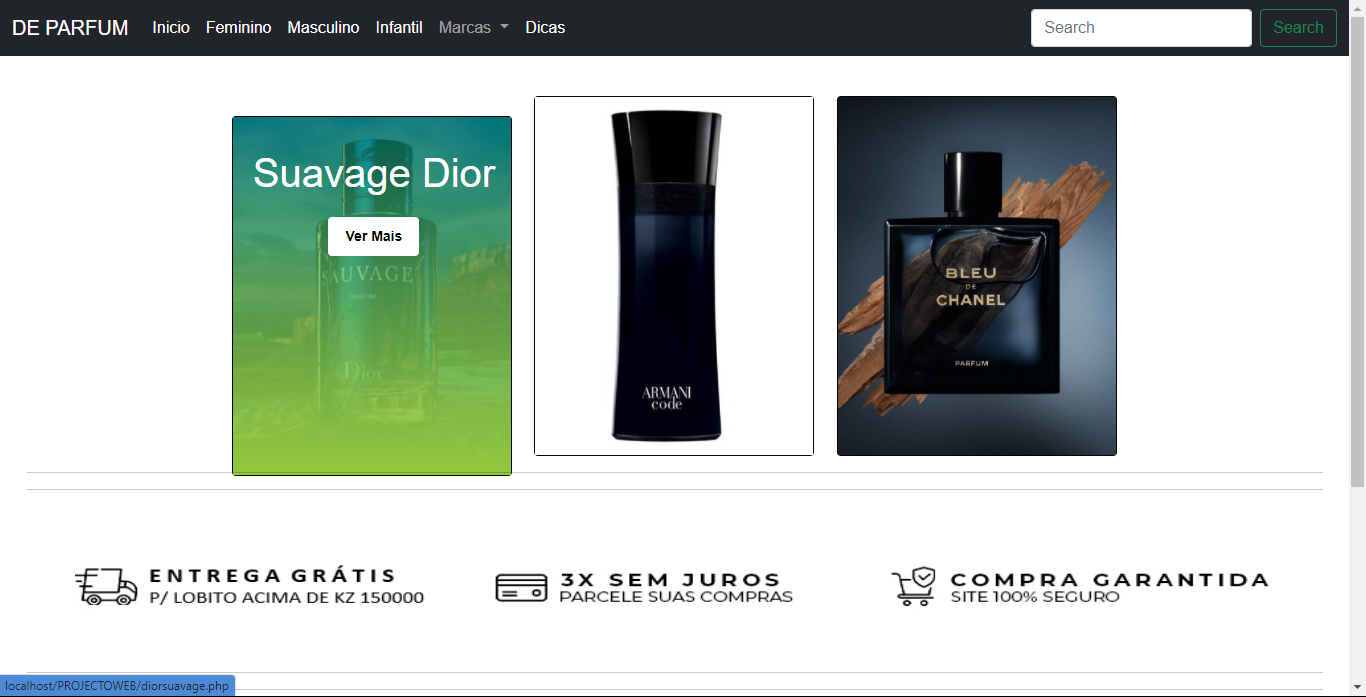 DE PARFUM Inicio Feminino Masculino Infantil Marcas Dicas Search Search
Suavage Dior
Ver Mais
SAUVAGE
PARFUM
Dior
ARMANI
code
BLEU
DE
CHANEL
PARFUM
ENTREGA GRÁTIS
P/ LOBITO ACIMA DE KZ 150000
3X SEM JUROS
PARCELE SUAS COMPRAS
COMPRA GARANTIDA
SITE 100% SEGURO
localhost/PROJECTOWEB/diorsuavage.php